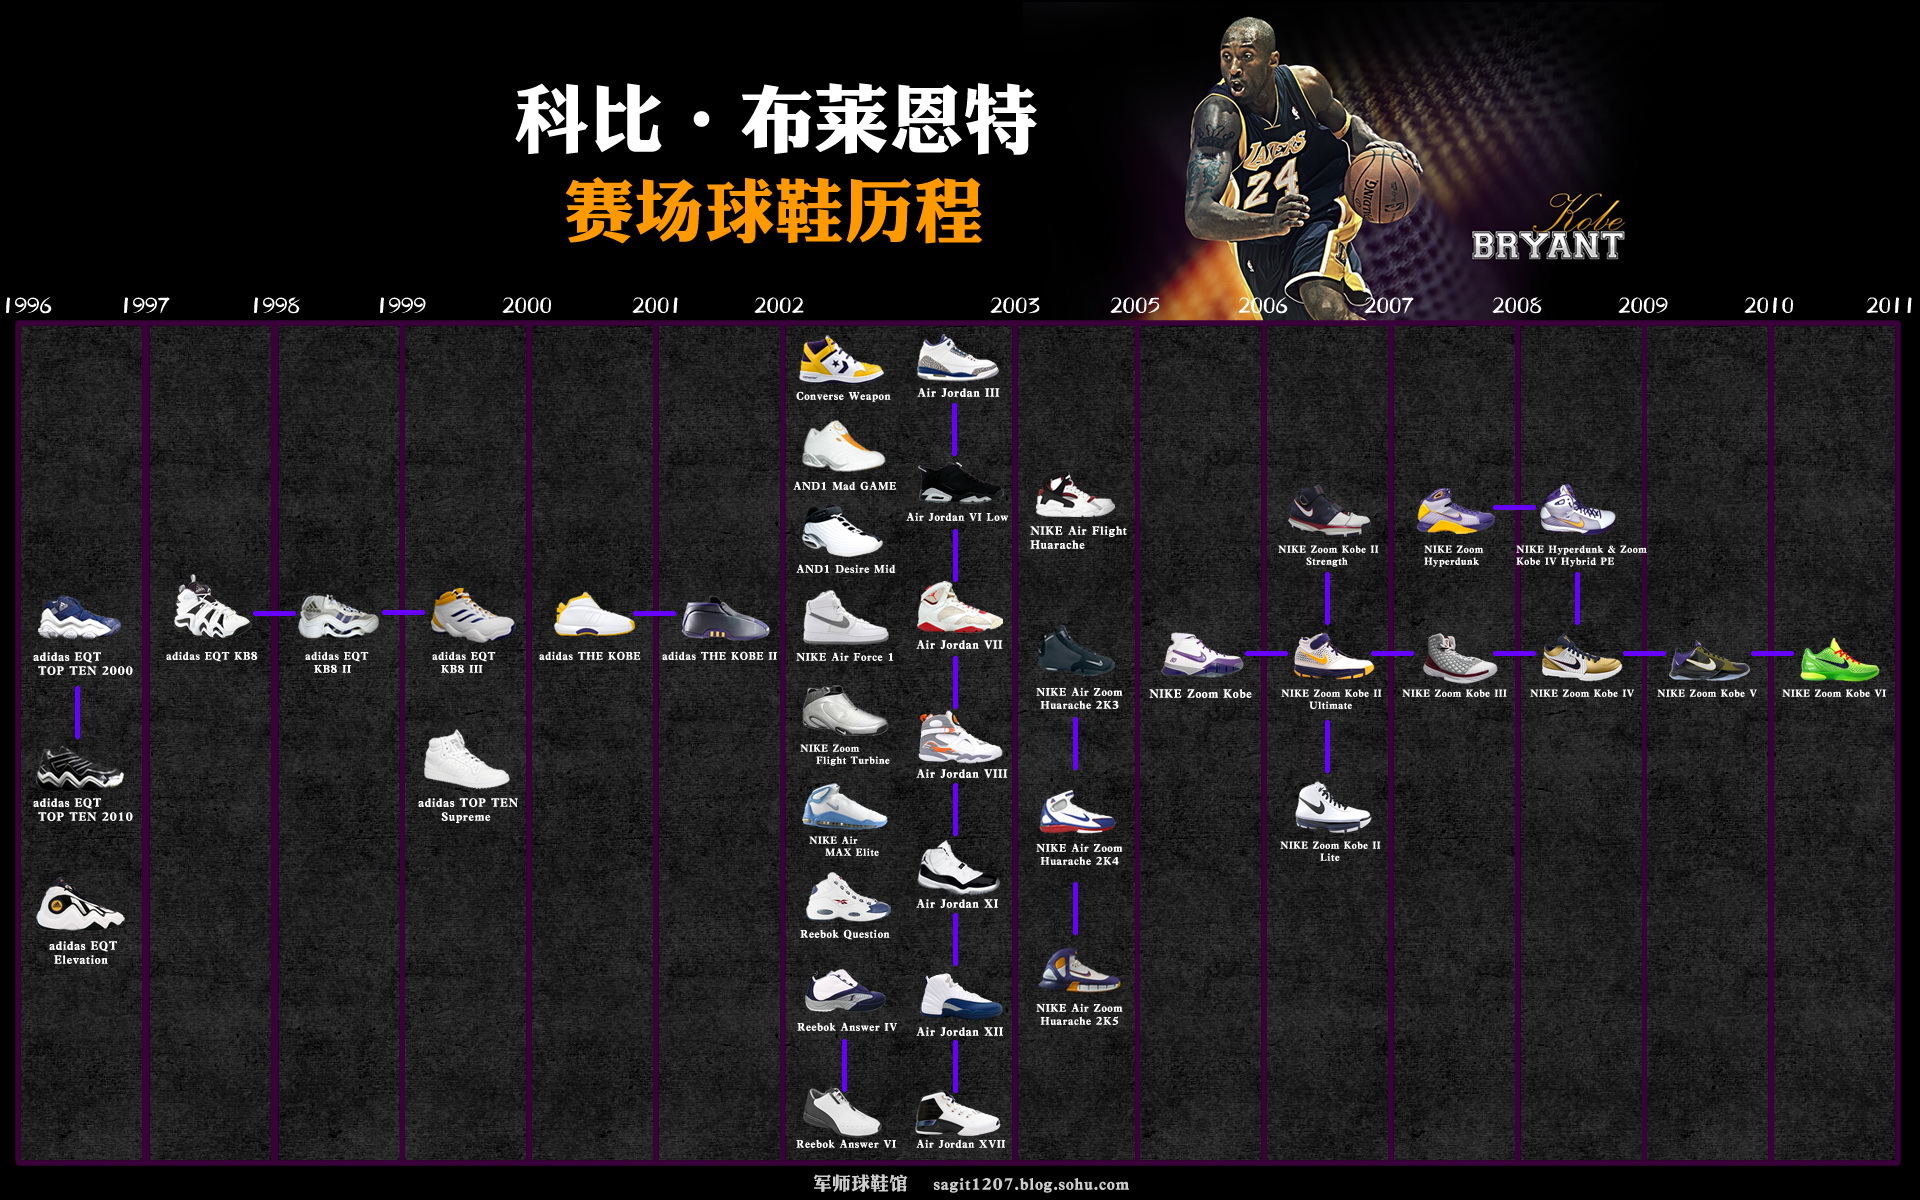 科比·布莱恩特
赛场球鞋历程
LAKERS
24
SPALDING
Kobe
BRYANT
1996 1997 1998 1999 2000 2001 2002 2003 2005 2006 2007 2008 2009 2010 2011
adidas EQT
TOP TEN 2000
adidas EQT
TOP TEN 2010
adidas EQT
Elevation
adidas EQT KB8
adidas EQT
KB8 II
adidas EQT
KB8 III
adidas TOP TEN
Supreme
adidas THE KOBE
adidas THE KOBE II
Converse Weapon
AND1 Mad GAME
AND1 Desire Mid
NIKE Air Force 1
NIKE Zoom
Flight Turbine
NIKE Air
MAX Elite
Reebok Question
Reebok Answer IV
Reebok Answer VI
Air Jordan III
Air Jordan VI Low
Air Jordan VII
Air Jordan VIII
Air Jordan XI
Air Jordan XII
Air Jordan XVII
NIKE Air Flight
Huarache
NIKE Air Zoom
Huarache 2K3
NIKE Air Zoom
Huarache 2K4
NIKE Air Zoom
Huarache 2K5
NIKE Zoom Kobe
NIKE Zoom Kobe II
Strength
NIKE Zoom Kobe II
Ultimate
NIKE Zoom Kobe II
Lite
NIKE Zoom
Hyperdunk
NIKE Zoom Kobe III
NIKE Hyperdunk & Zoom
Kobe IV Hybrid PE
NIKE Zoom Kobe IV
NIKE Zoom Kobe V
NIKE Zoom Kobe VI
军师球鞋馆 sagit1207.blog.sohu.com